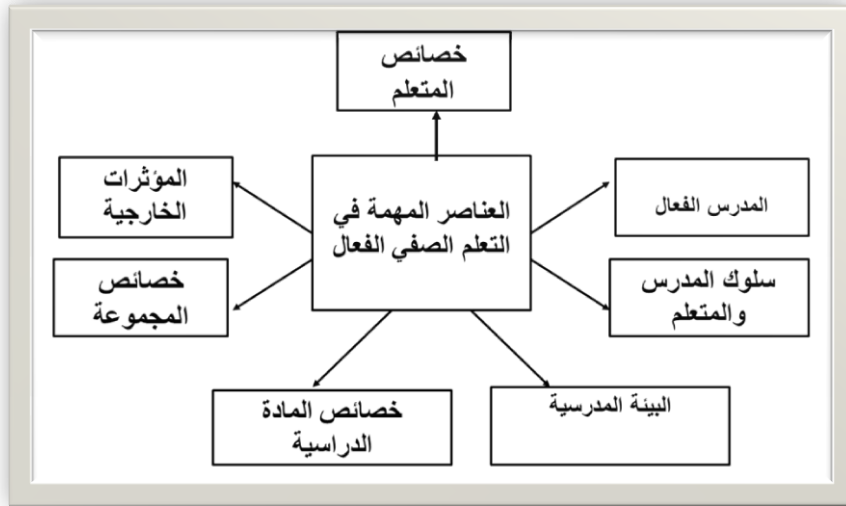 خصائص
المتعلم
العناصر المهمة في
التعلم الصفي الفعال
المدرس الفعال
سلوك المدرس
والمتعلم
البيئة المدرسية
خصائص المادة
الدراسية
خصائص
المجموعة
المؤثرات
الخارجية